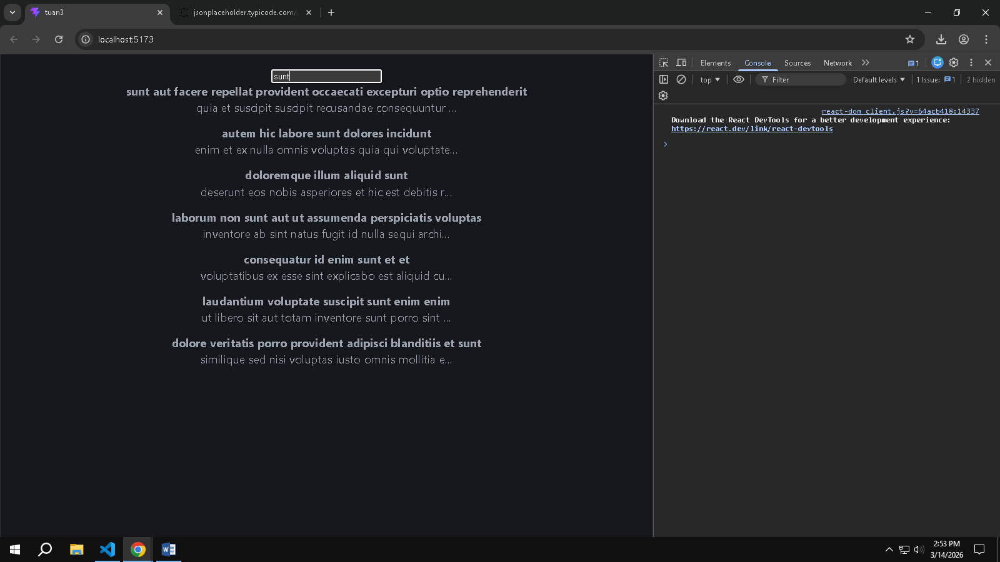 tuan3
jsonplaceholder.typicode.com/
localhost:5173
sunt
sunt aut facere repellat provident occaecati excepturi optio reprehenderit
quia et suscipit suscipit recusandae consequuntur ...
autem hic labore sunt dolores incidunt
enim et ex nulla omnis voluptas quia qui voluptate...
doloremque illum aliquid sunt
deserunt eos nobis asperiores et hic est debitis r...
laborum non sunt aut ut assumenda perspiciatis voluptas
inventore ab sint natus fugit id nulla sequi archi...
consequatur id enim sunt et et
voluptatibus ex esse sint explicabo est aliquid cu...
laudantium voluptate suscipit sunt enim enim
ut libero sit aut totam inventore sunt porro sint ...
dolore veritatis porro provident adipisci blanditiis et sunt
similique sed nisi voluptas iusto omnis mollitia e...
Elements Console Sources Network 1
top Filter Default levels 1 Issue: 1 2 hidden
react-dom_client.js?v=64acb418:14337
Download the React DevTools for a better development experience:
https://react.dev/link/react-devtools
2:53 PM
3/14/2026